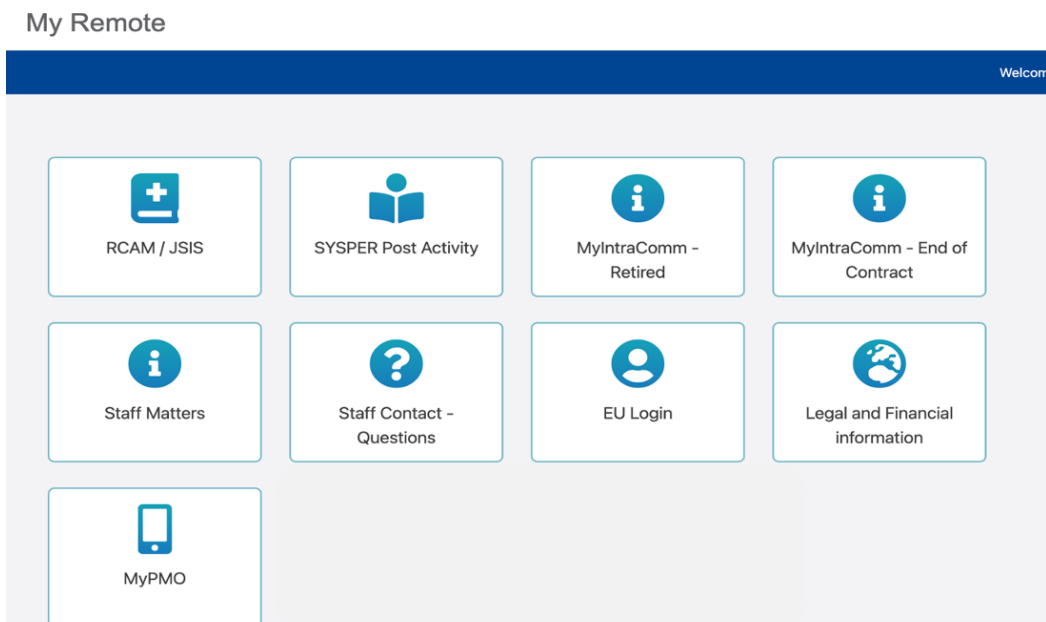 My Remote
Welcom
RCAM / JSIS
SYSPER Post Activity
MyIntraComm -
Retired
MyIntraComm - End of
Contract
Staff Matters
Staff Contact -
Questions
EU Login
Legal and Financial
information
MyPMO